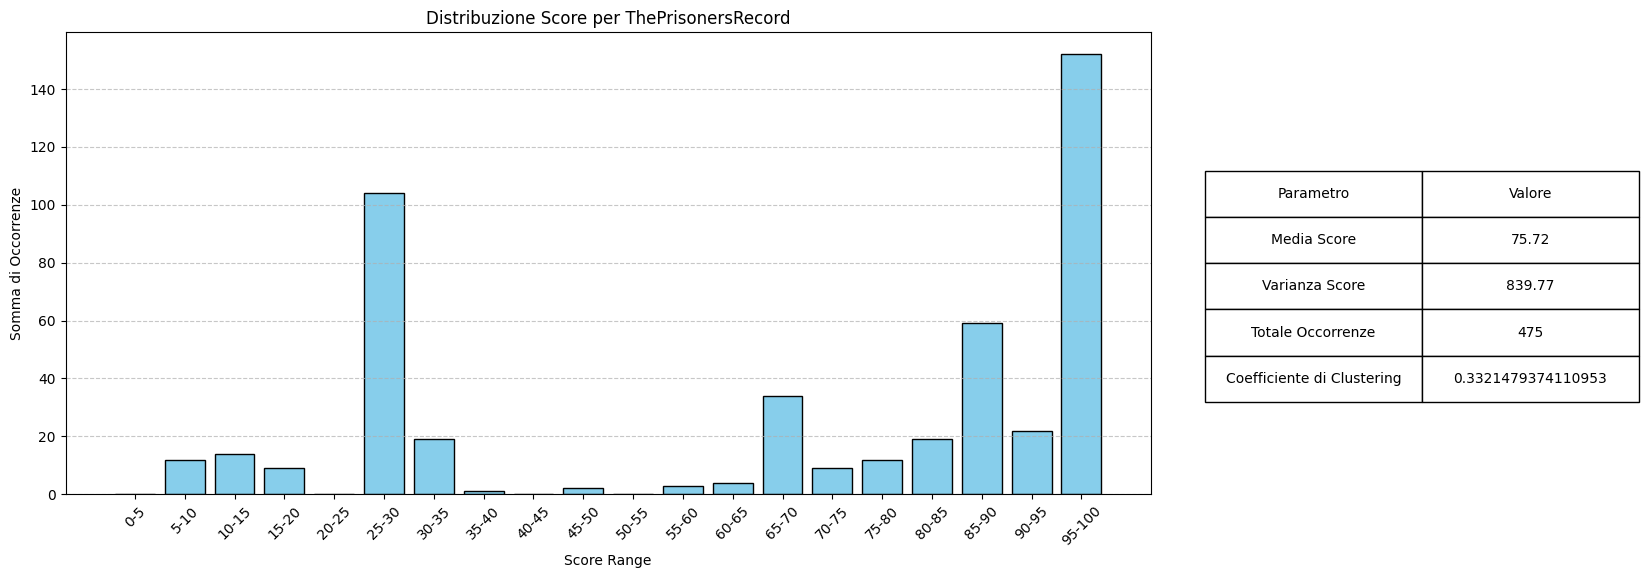 Distribuzione Score per ThePrisonersRecord
Somma di Occorrenze
140
120
100
80
60
40
20
0
0-5 5-10 10-15 15-20 20-25 25-30 30-35 35-40 40-45 45-50 50-55 55-60 60-65 65-70 70-75 75-80 80-85 85-90 90-95 95-100
Score Range
Parametro Valore
Media Score 75.72
Varianza Score 839.77
Totale Occorrenze 475
Coefficiente di Clustering 0.3321479374110953